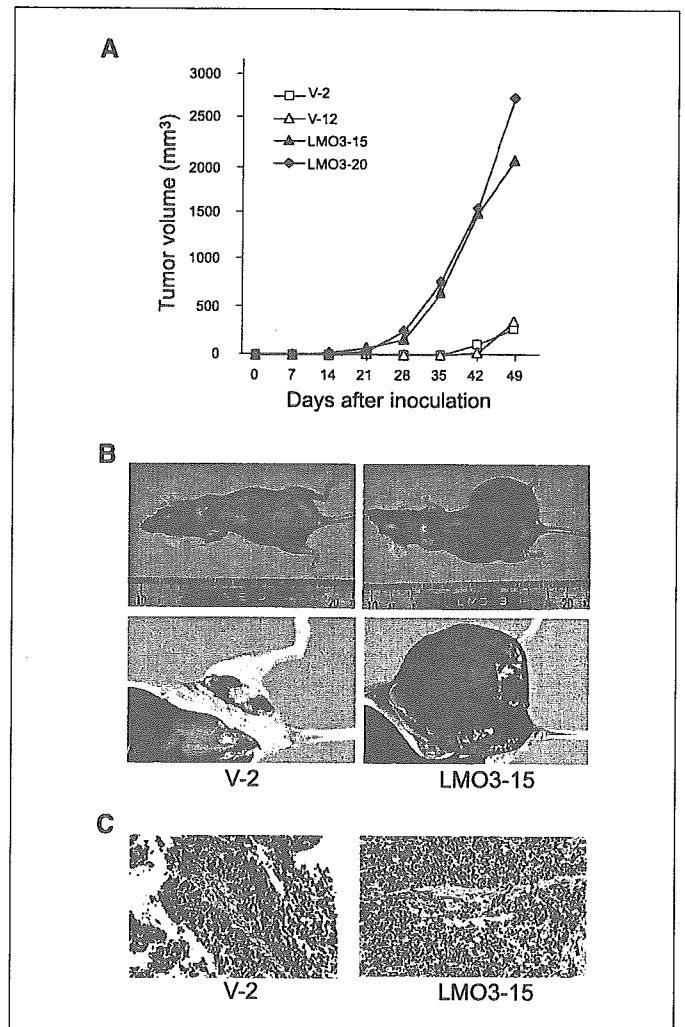 A
Tumor volume (mm³)
3000
2500
2000
1500
1000
500
0
V-2
V-12
LMO3-15
LMO3-20
0 7 14 21 28 35 42 49
Days after inoculation
B
V-2
LMO3-15
C
V-2
LMO3-15